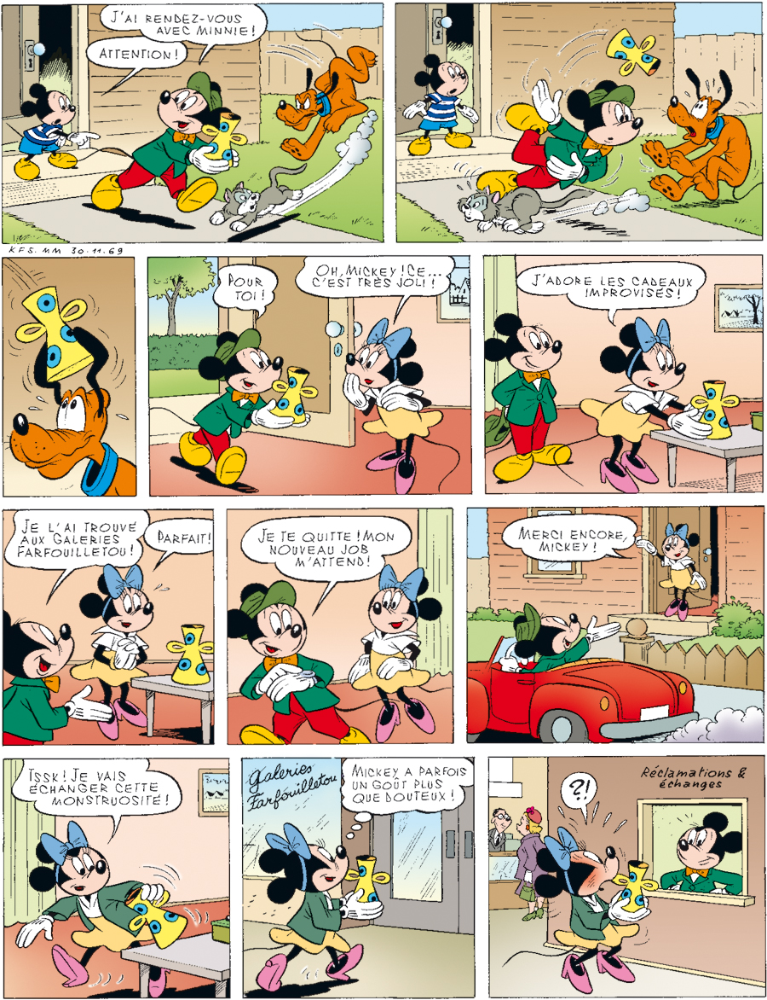 J'AI RENDEZ-VOUS
AVEC MINNIE!
ATTENTION!
KFS. MM 30.11.69
POUR
TOI!
OH, MICKEY! CE...
C'EST TRÈS JOLI!
J'ADORE LES CADEAUX
IMPROVISÉS!
JE L'AI TROUVÉ
AUX GALERIES
FARFOUILLETOU!
PARFAIT!
JE TE QUITTE! MON
NOUVEAU JOB
M'ATTEND!
MERCI ENCORE,
MICKEY!
TSSK! JE VAIS
ÉCHANGER CETTE
MONSTRUOSITÉ!
Galeries
Farfouilletou
MICKEY A PARFOIS
UN GOÛT PLUS
QUE DOUTEUX!
?!
Réclamations &
échanges